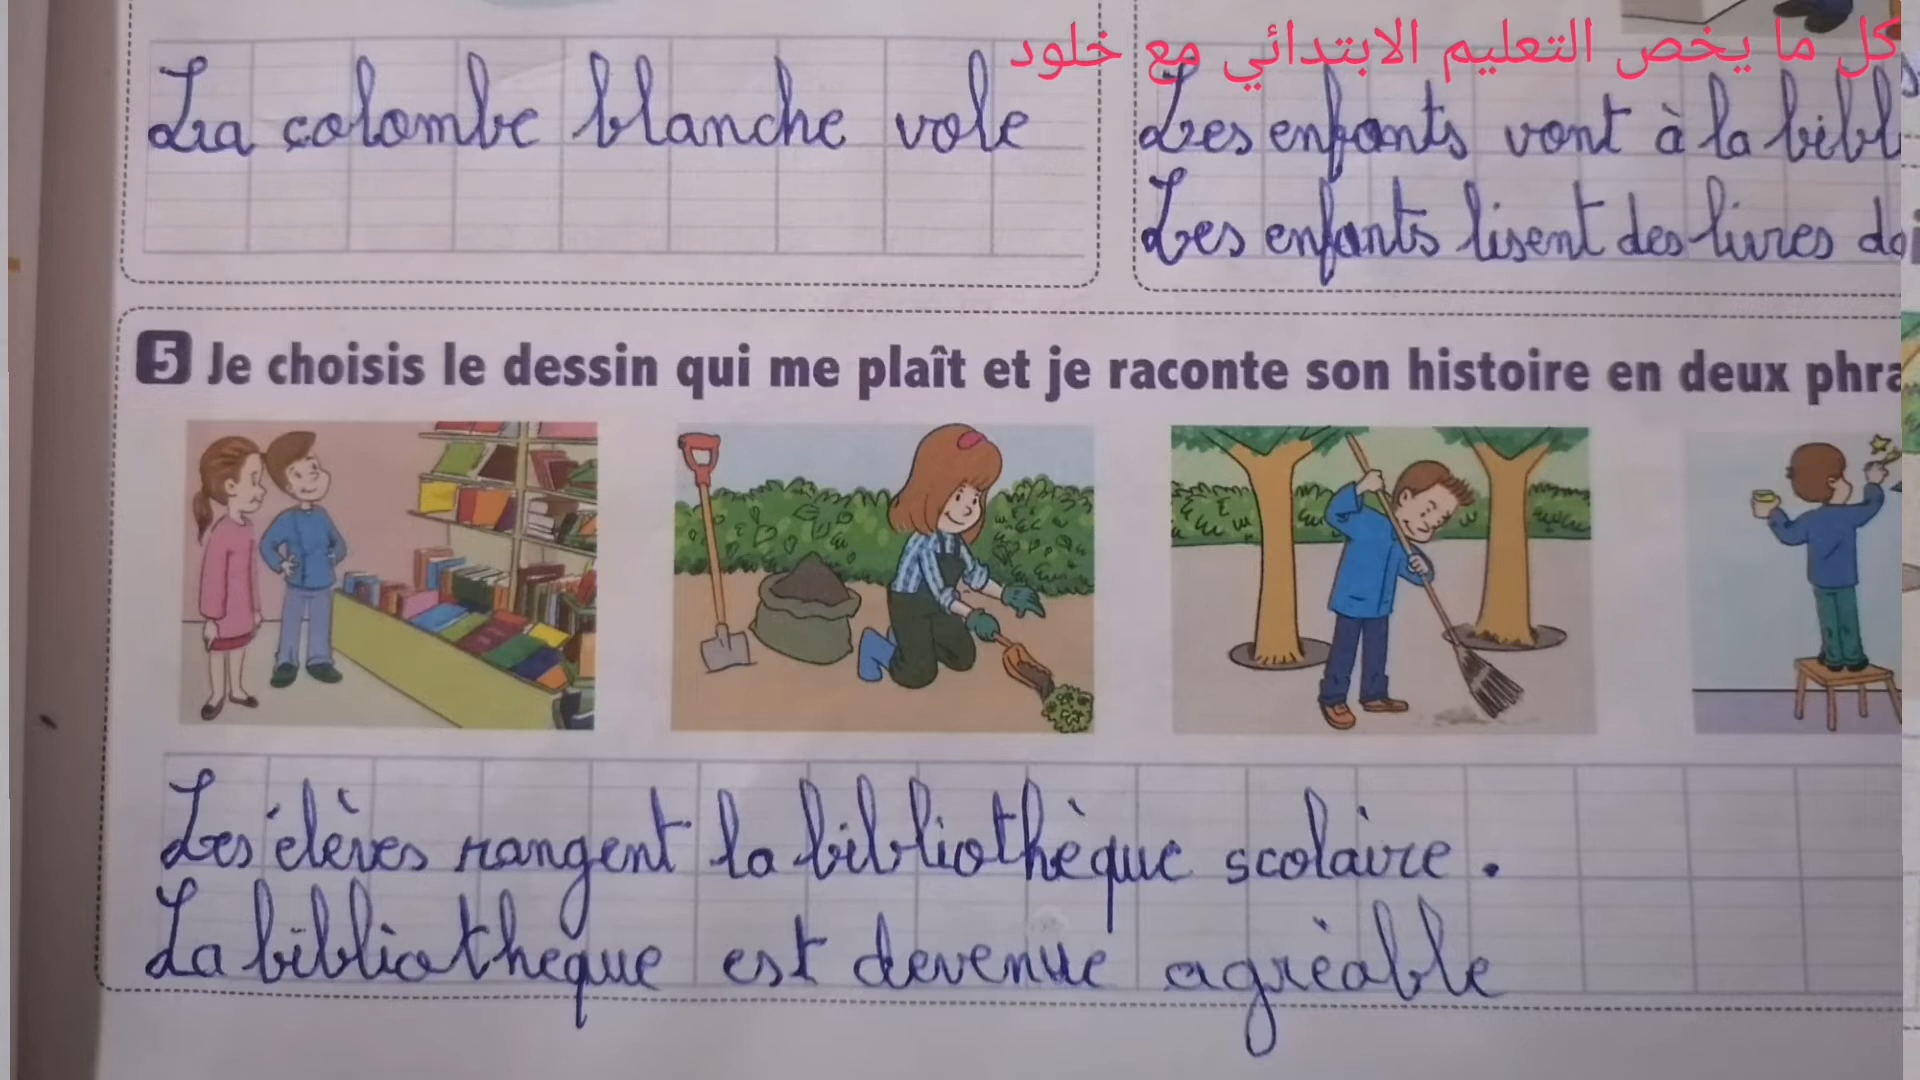 كل ما يخص التعليم الابتدائي مع خلود
La colombe blanche vole
Les enfants vont à la bibl
Les enfants lisent des livres da
5 Je choisis le dessin qui me plaît et je raconte son histoire en deux phra
Les élèves rangent la bibliothèque scolaire.
La bibliotheque est devenue agréable